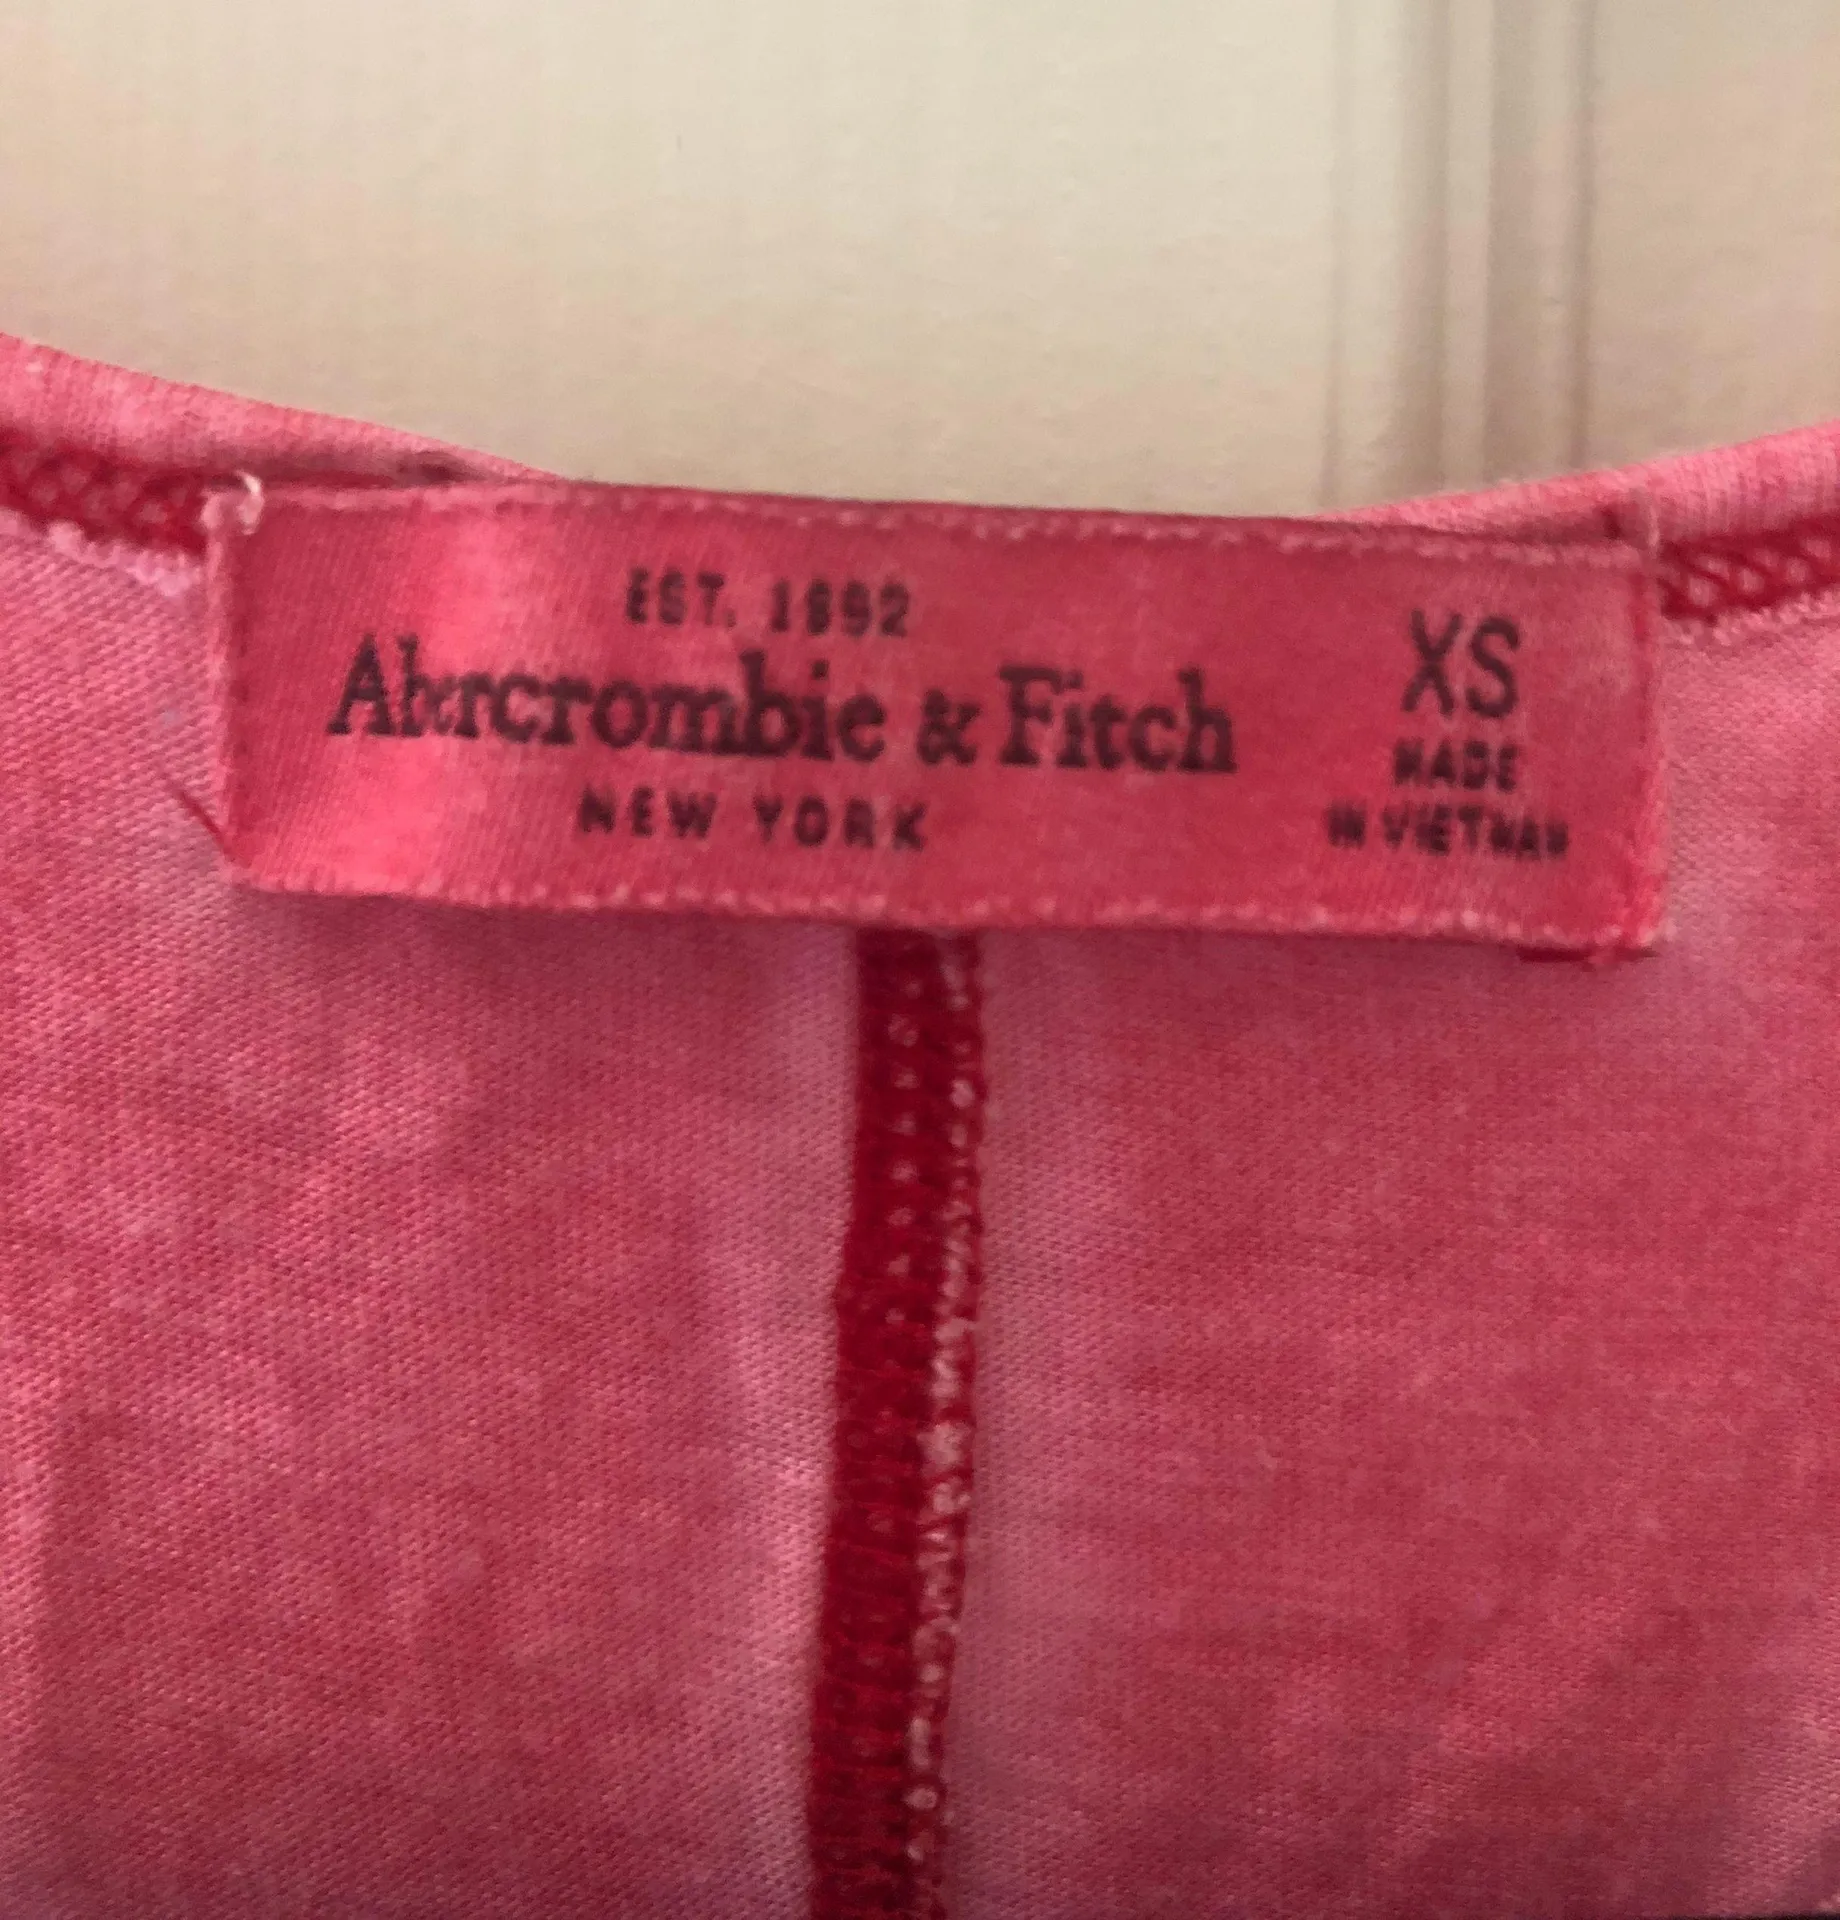 EST. 1892
Abercrombie & Fitch
NEW YORK
XS
MADE
IN VIETNAM